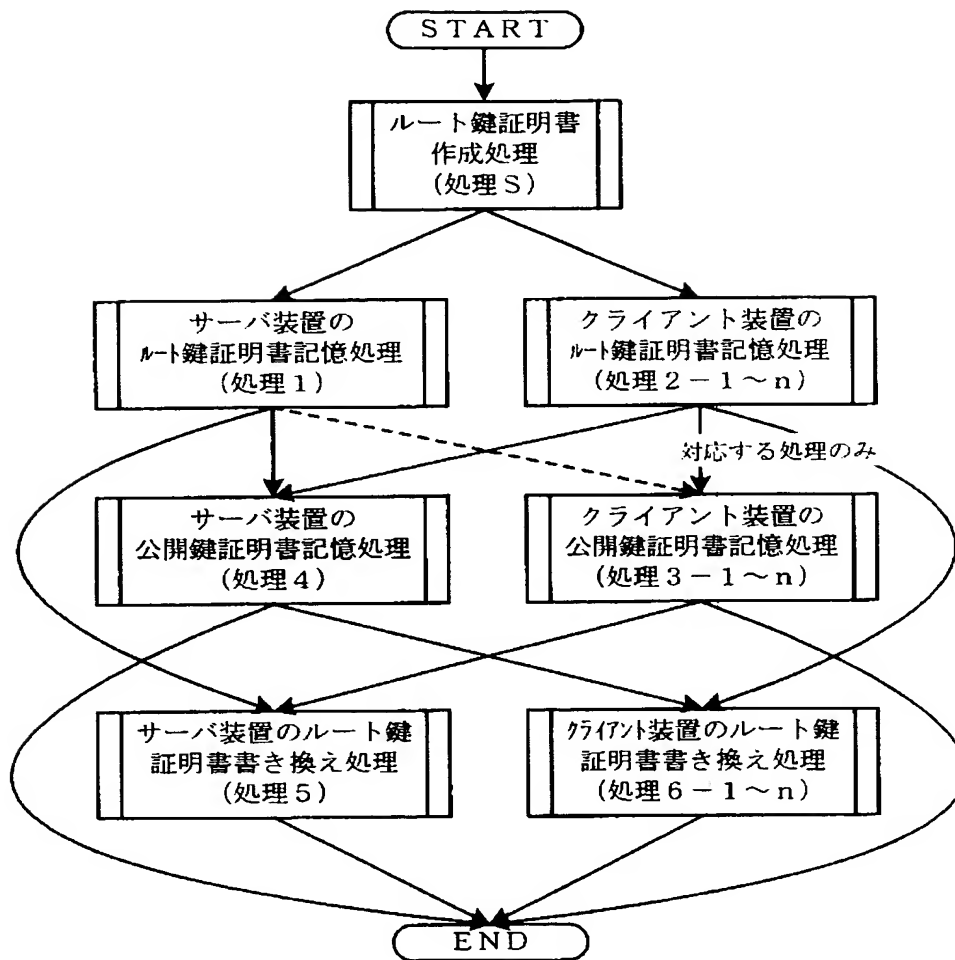 START
ルート鍵証明書
作成処理
(処理S)
サーバ装置の
ﾙｰﾄ鍵証明書記憶処理
(処理1)
クライアント装置の
ﾙｰﾄ鍵証明書記憶処理
(処理2-1～n)
対応する処理のみ
サーバ装置の
公開鍵証明書記憶処理
(処理4)
クライアント装置の
公開鍵証明書記憶処理
(処理3-1～n)
サーバ装置のルート鍵
証明書書き換え処理
(処理5)
ｸﾗｲｱﾝﾄ装置のルート鍵
証明書書き換え処理
(処理6-1～n)
END